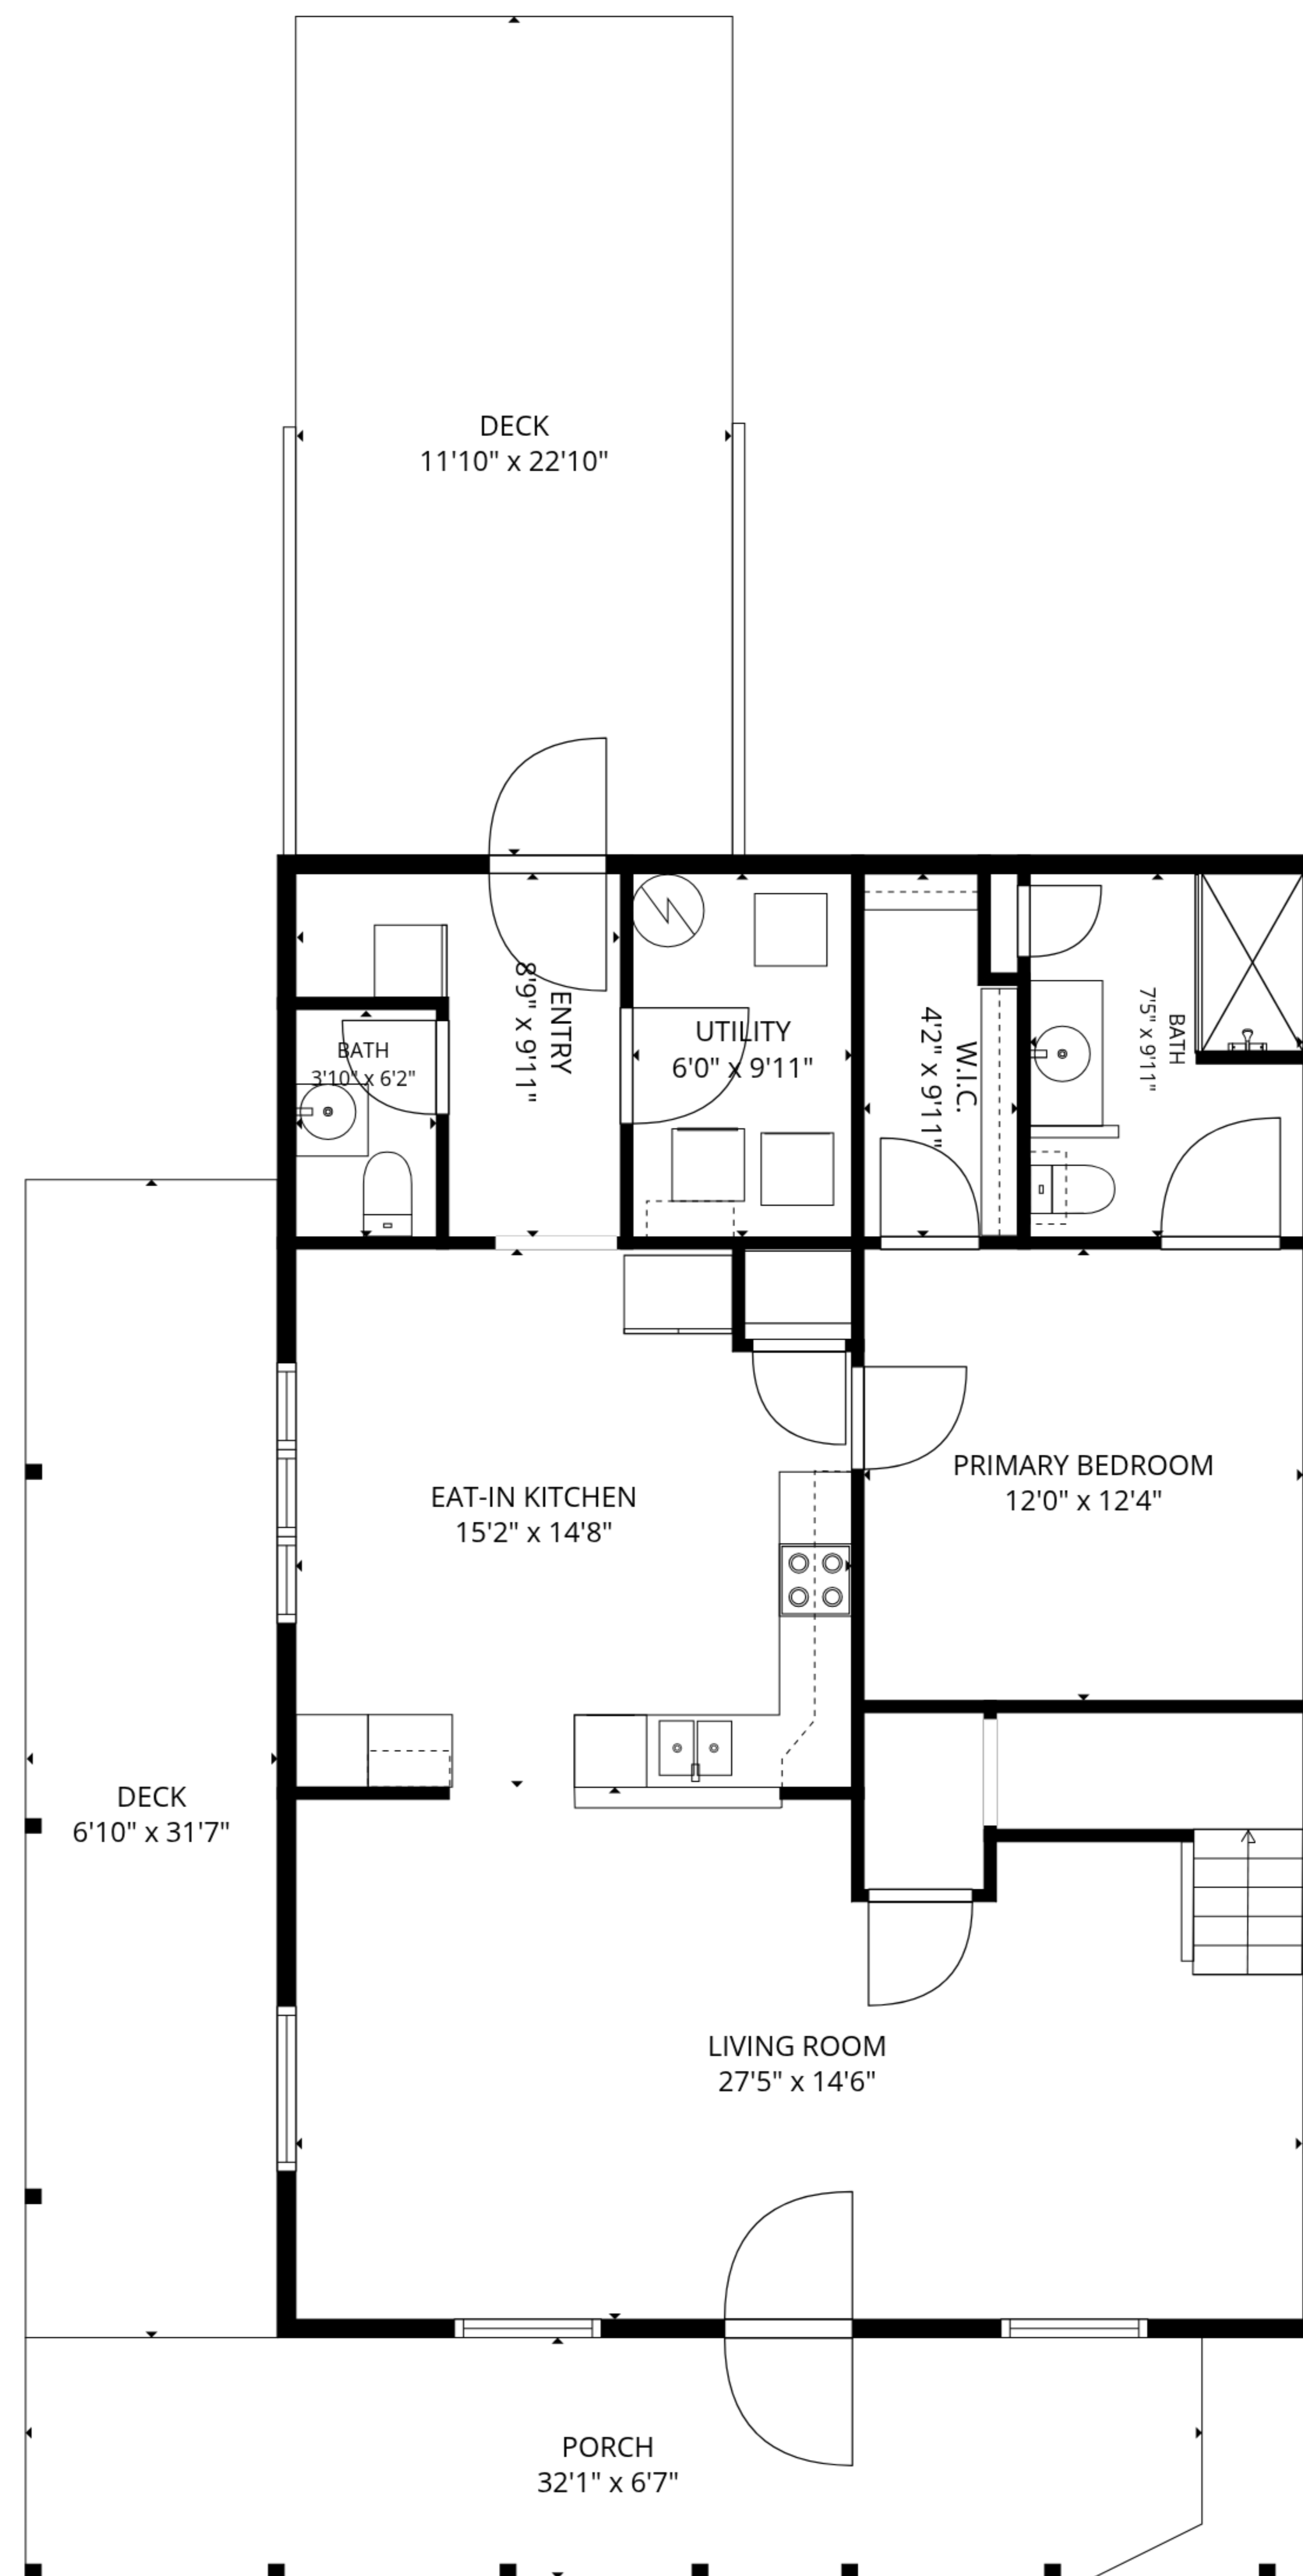 DECK
11'10" x 22'10"
ENTRY
8'9" x 9'11"
UTILITY
6'0" x 9'11"
W.I.C.
4'2" x 9'11"
BATH
7'5" x 9'11"
BATH
3'10" x 6'2"
PRIMARY BEDROOM
12'0" x 12'4"
EAT-IN KITCHEN
15'2" x 14'8"
DECK
6'10" x 31'7"
LIVING ROOM
27'5" x 14'6"
PORCH
32'1" x 6'7"